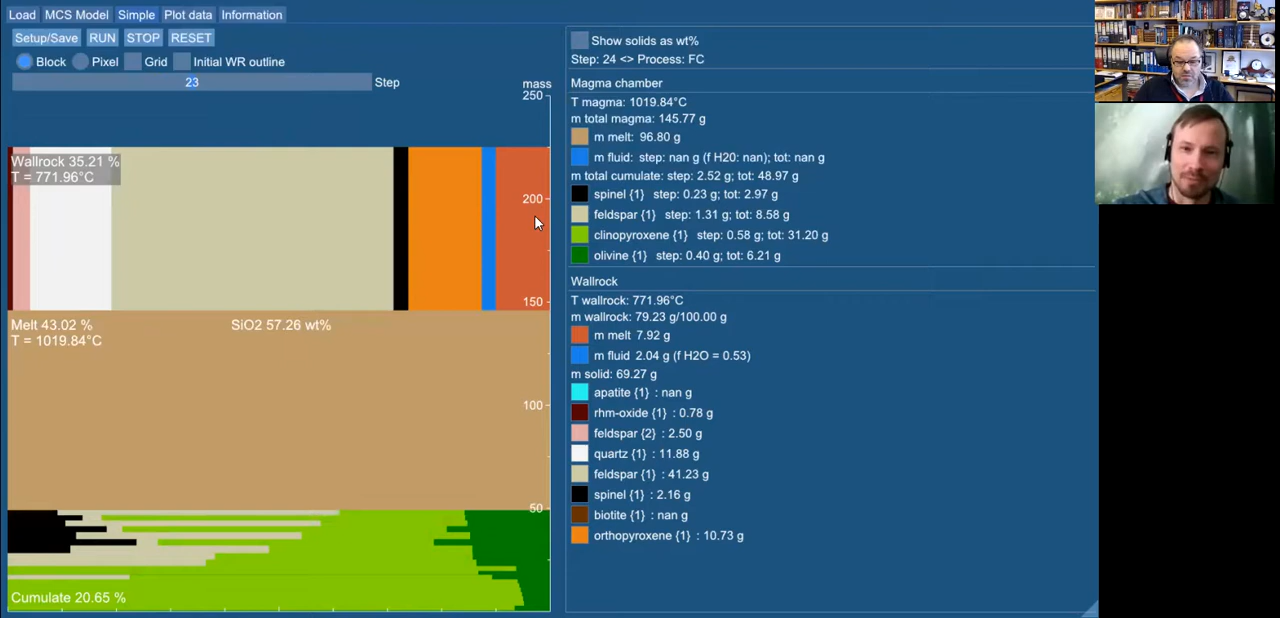 Load MCS Model Simple Plot data Information
Setup/Save RUN STOP RESET
Block Pixel Grid Initial WR outline
23 Step
mass
250
Wallrock 35.21 %
T = 771.96°C
200
150
Melt 43.02 % SiO2 57.26 wt%
T = 1019.84°C
100
50
Cumulate 20.65 %
Show solids as wt%
Step: 24 <> Process: FC
Magma chamber
T magma: 1019.84°C
m total magma: 145.77 g
m melt: 96.80 g
m fluid: step: nan g (f H20: nan); tot: nan g
m total cumulate: step: 2.52 g; tot: 48.97 g
spinel {1} step: 0.23 g; tot: 2.97 g
feldspar {1} step: 1.31 g; tot: 8.58 g
clinopyroxene {1} step: 0.58 g; tot: 31.20 g
olivine {1} step: 0.40 g; tot: 6.21 g
Wallrock
T wallrock: 771.96°C
m wallrock: 79.23 g/100.00 g
m melt 7.92 g
m fluid 2.04 g (f H2O = 0.53)
m solid: 69.27 g
apatite {1} : nan g
rhm-oxide {1} : 0.78 g
feldspar {2} : 2.50 g
quartz {1} : 11.88 g
feldspar {1} : 41.23 g
spinel {1} : 2.16 g
biotite {1} : nan g
orthopyroxene {1} : 10.73 g